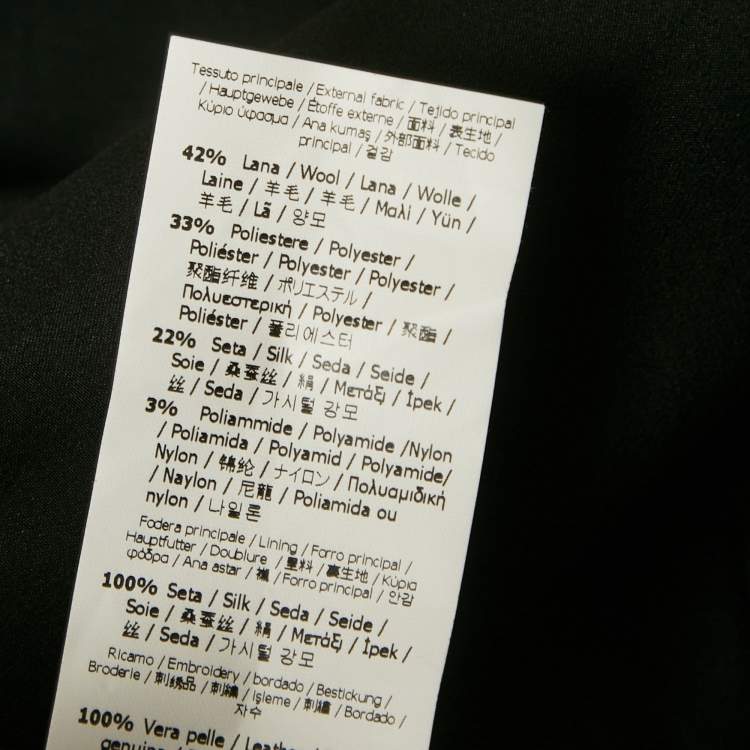 Tessuto principale / External fabric / Tejido principal
/ Hauptgewebe / Étoffe externe / 面料 / 表生地 /
Κύριο ύφασμα / Ana kumaş / 外部面料 / Tecido
principal / 겉감
42% Lana / Wool / Lana / Wolle /
Laine / 羊毛 / 羊毛 / Μαλί / Yün /
羊毛 / Lã / 양모
33% Poliestere / Polyester /
Poliéster / Polyester / Polyester /
聚酯纤维 / ポリエステル /
Πολυεστερική / Polyester / 聚酯 /
Poliéster / 폴리에스터
22% Seta / Silk / Seda / Seide /
Soie / 桑蚕丝 / 絹 / Μετάξι / İpek /
丝 / Seda / 가시털 강모
3% Poliammide / Polyamide /Nylon
/ Poliamida / Polyamid / Polyamide/
Nylon / 锦纶 / ナイロン / Πολυαμιδική
/ Naylon / 尼龍 / Poliamida ou
nylon / 나일론
Fodera principale / Lining / Forro principal /
Hauptfutter / Doublure / 里料 / 裏生地 / Κύρια
φόδρα / Ana astar / / Forro principal / 안감
100% Seta / Silk / Seda / Seide /
Soie / 桑蚕丝 / 絹 / Μετάξι / İpek /
丝 / Seda / 가시털 강모
Ricamo / Embroidery / bordado / Bestickung /
Broderie / 刺绣品 / 刺繍 / işleme / 刺繡 / Bordado /
자수
100% Vera pelle / Leather
genuine